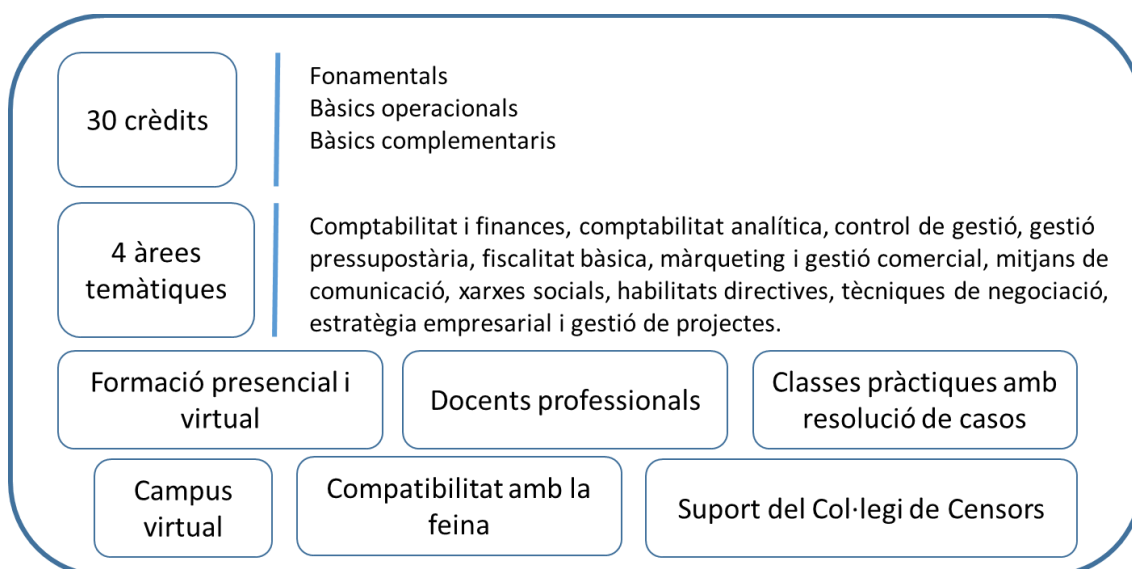 30 crèdits
Fonamentals
Bàsics operacionals
Bàsics complementaris
4 àrees
temàtiques
Comptabilitat i finances, comptabilitat analítica, control de gestió, gestió
pressupostària, fiscalitat bàsica, màrqueting i gestió comercial, mitjans de
comunicació, xarxes socials, habilitats directives, tècniques de negociació,
estratègia empresarial i gestió de projectes.
Formació presencial i
virtual
Docents professionals
Classes pràctiques amb
resolució de casos
Campus
virtual
Compatibilitat amb la
feina
Suport del Col·legi de Censors